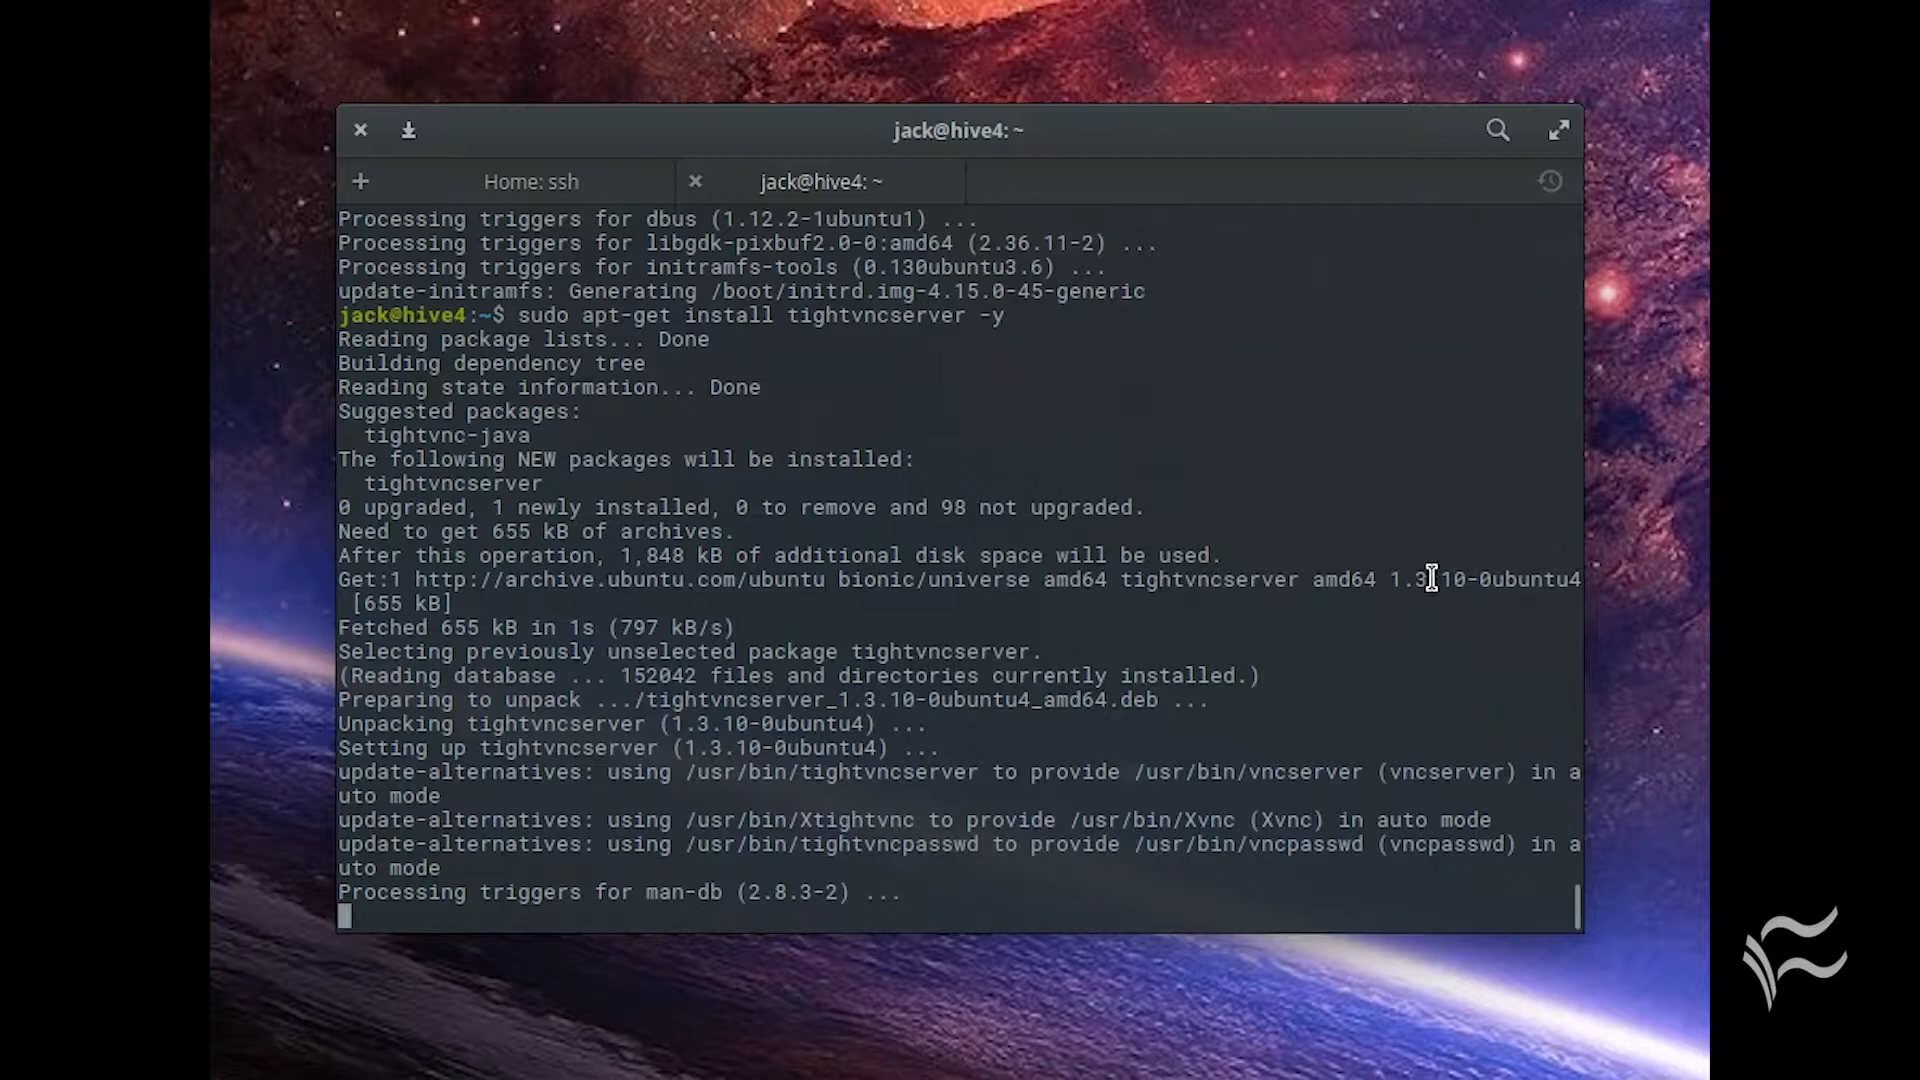 jack@hive4: ~
Home: ssh
jack@hive4: ~
Processing triggers for dbus (1.12.2-1ubuntu1) ...
Processing triggers for libgdk-pixbuf2.0-0:amd64 (2.36.11-2) ...
Processing triggers for initramfs-tools (0.130ubuntu3.6) ...
update-initramfs: Generating /boot/initrd.img-4.15.0-45-generic
jack@hive4:~$ sudo apt-get install tightvncserver -y
Reading package lists... Done
Building dependency tree
Reading state information... Done
Suggested packages:
tightvnc-java
The following NEW packages will be installed:
tightvncserver
0 upgraded, 1 newly installed, 0 to remove and 98 not upgraded.
Need to get 655 kB of archives.
After this operation, 1,848 kB of additional disk space will be used.
Get:1 http://archive.ubuntu.com/ubuntu bionic/universe amd64 tightvncserver amd64 1.3.10-0ubuntu4
[655 kB]
Fetched 655 kB in 1s (797 kB/s)
Selecting previously unselected package tightvncserver.
(Reading database ... 152042 files and directories currently installed.)
Preparing to unpack .../tightvncserver_1.3.10-0ubuntu4_amd64.deb ...
Unpacking tightvncserver (1.3.10-0ubuntu4) ...
Setting up tightvncserver (1.3.10-0ubuntu4) ...
update-alternatives: using /usr/bin/tightvncserver to provide /usr/bin/vncserver (vncserver) in a
uto mode
update-alternatives: using /usr/bin/Xtightvnc to provide /usr/bin/Xvnc (Xvnc) in auto mode
update-alternatives: using /usr/bin/tightvncpasswd to provide /usr/bin/vncpasswd (vncpasswd) in a
uto mode
Processing triggers for man-db (2.8.3-2) ...